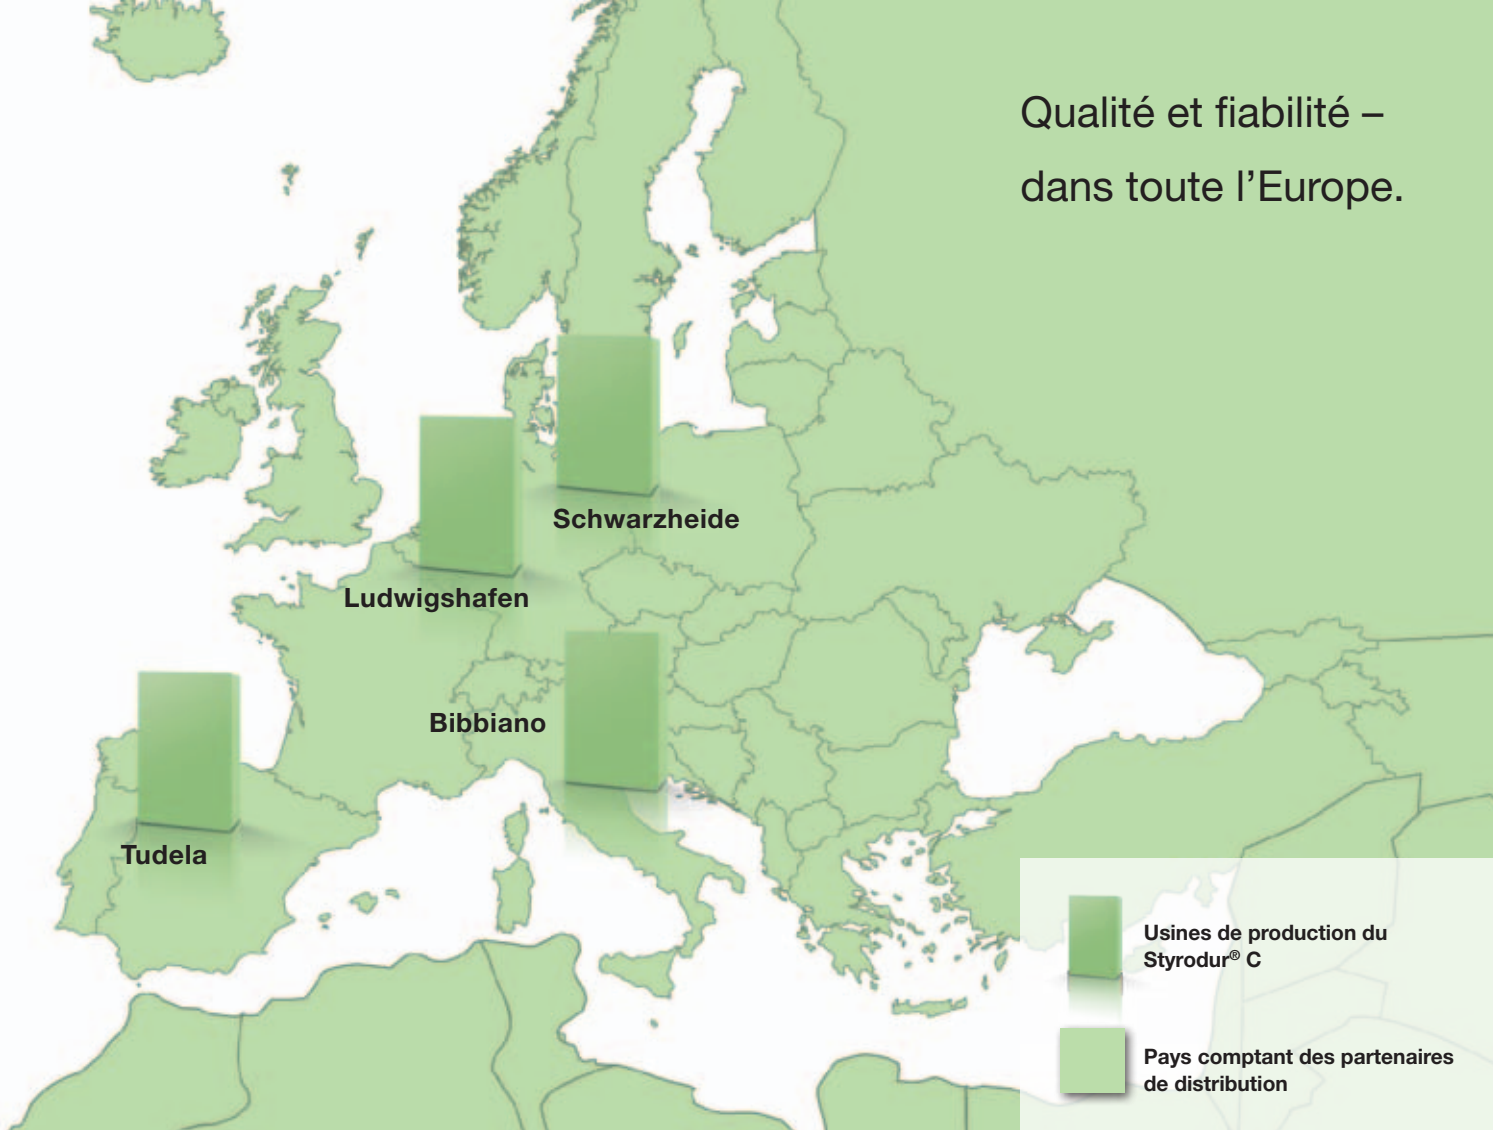 Qualité et fiabilité –
dans toute l’Europe.
Schwarzheide
Ludwigshafen
Bibbiano
Tudela
Usines de production du
Styrodur® C
Pays comptant des partenaires
de distribution